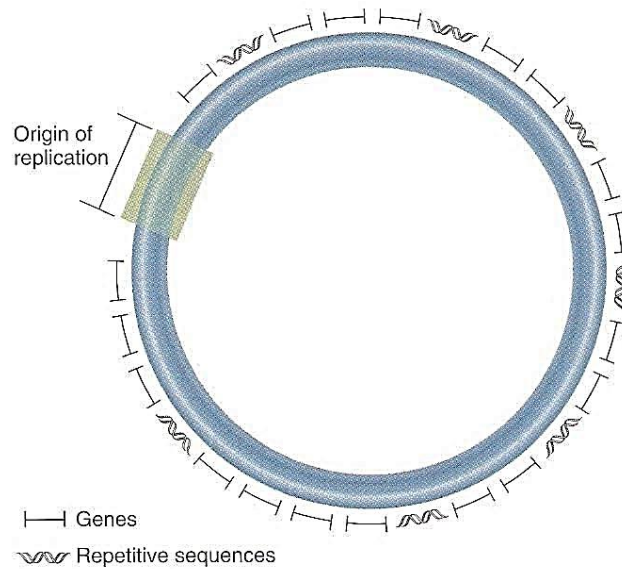 Origin of
replication
Genes
Repetitive sequences